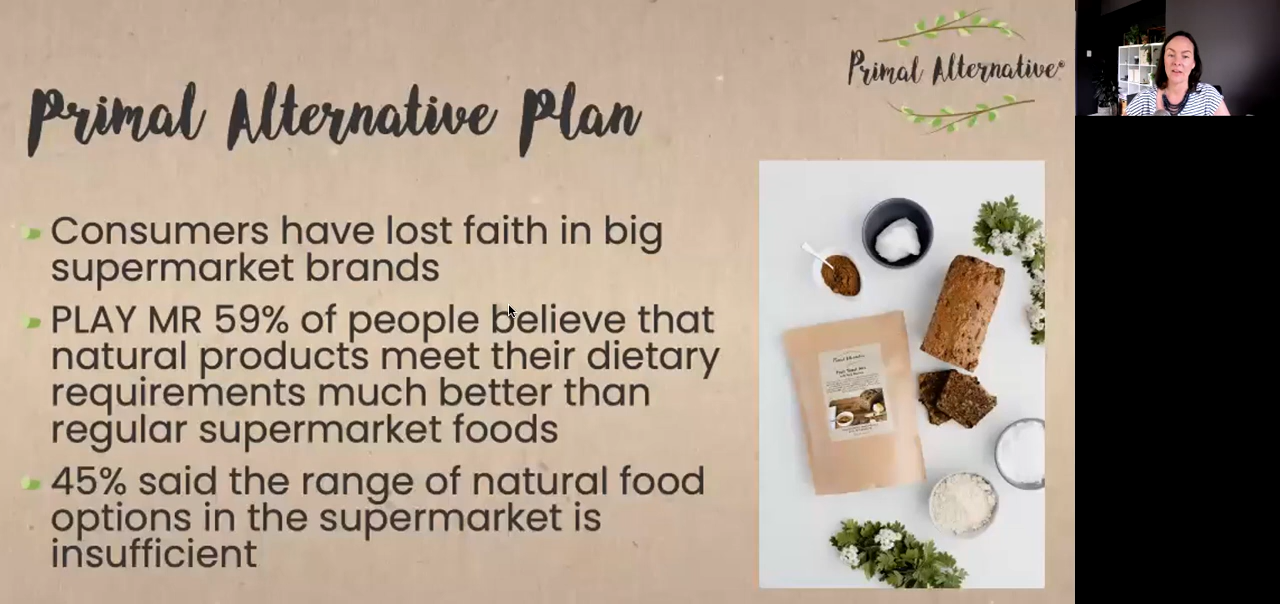 Primal Alternative®
Primal Alternative Plan
Consumers have lost faith in big
supermarket brands
PLAY MR 59% of people believe that
natural products meet their dietary
requirements much better than
regular supermarket foods
45% said the range of natural food
options in the supermarket is
insufficient